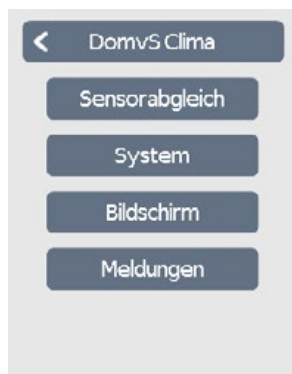 DomvS Clima
Sensorabgleich
System
Bildschirm
Meldungen